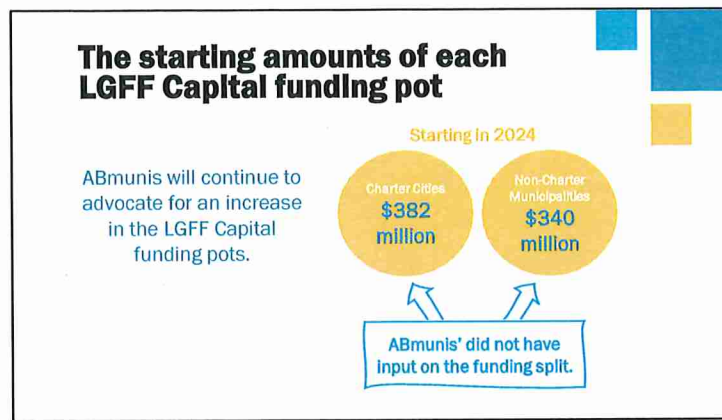 The starting amounts of each
LGFF Capital funding pot
Starting in 2024
ABmunis will continue to
advocate for an increase
in the LGFF Capital
funding pots.
Charter Cities
$382
million
Non-Charter
Municipalities
$340
million
ABmunis’ did not have
input on the funding split.